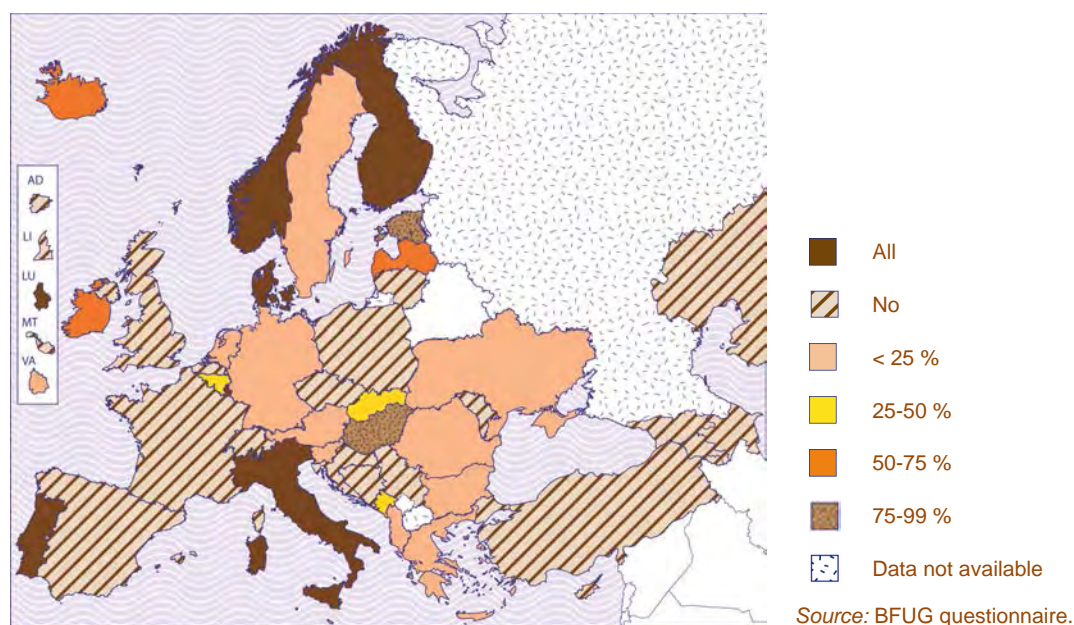 AD
LI
LU
MT
VA
All
No
< 25 %
25-50 %
50-75 %
75-99 %
Data not available
Source: BFUG questionnaire.